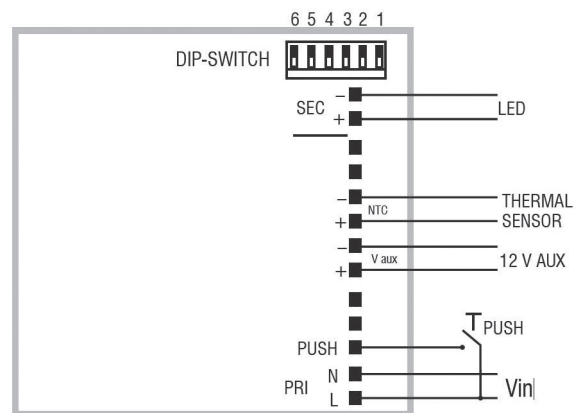 6 5 4 3 2 1
DIP-SWITCH
−
SEC
LED
+
−
THERMAL
NTC
+
SENSOR
−
V aux
12 V AUX
+
PUSH
PUSH
N
PRI
Vin
L